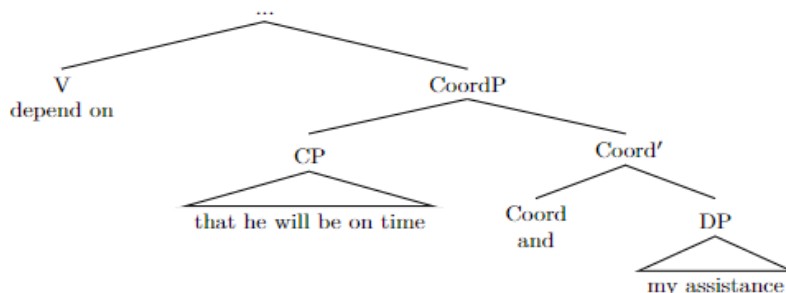 ...
V
depend on
CoordP
CP
Coord′
that he will be on time
Coord
and
DP
my assistance